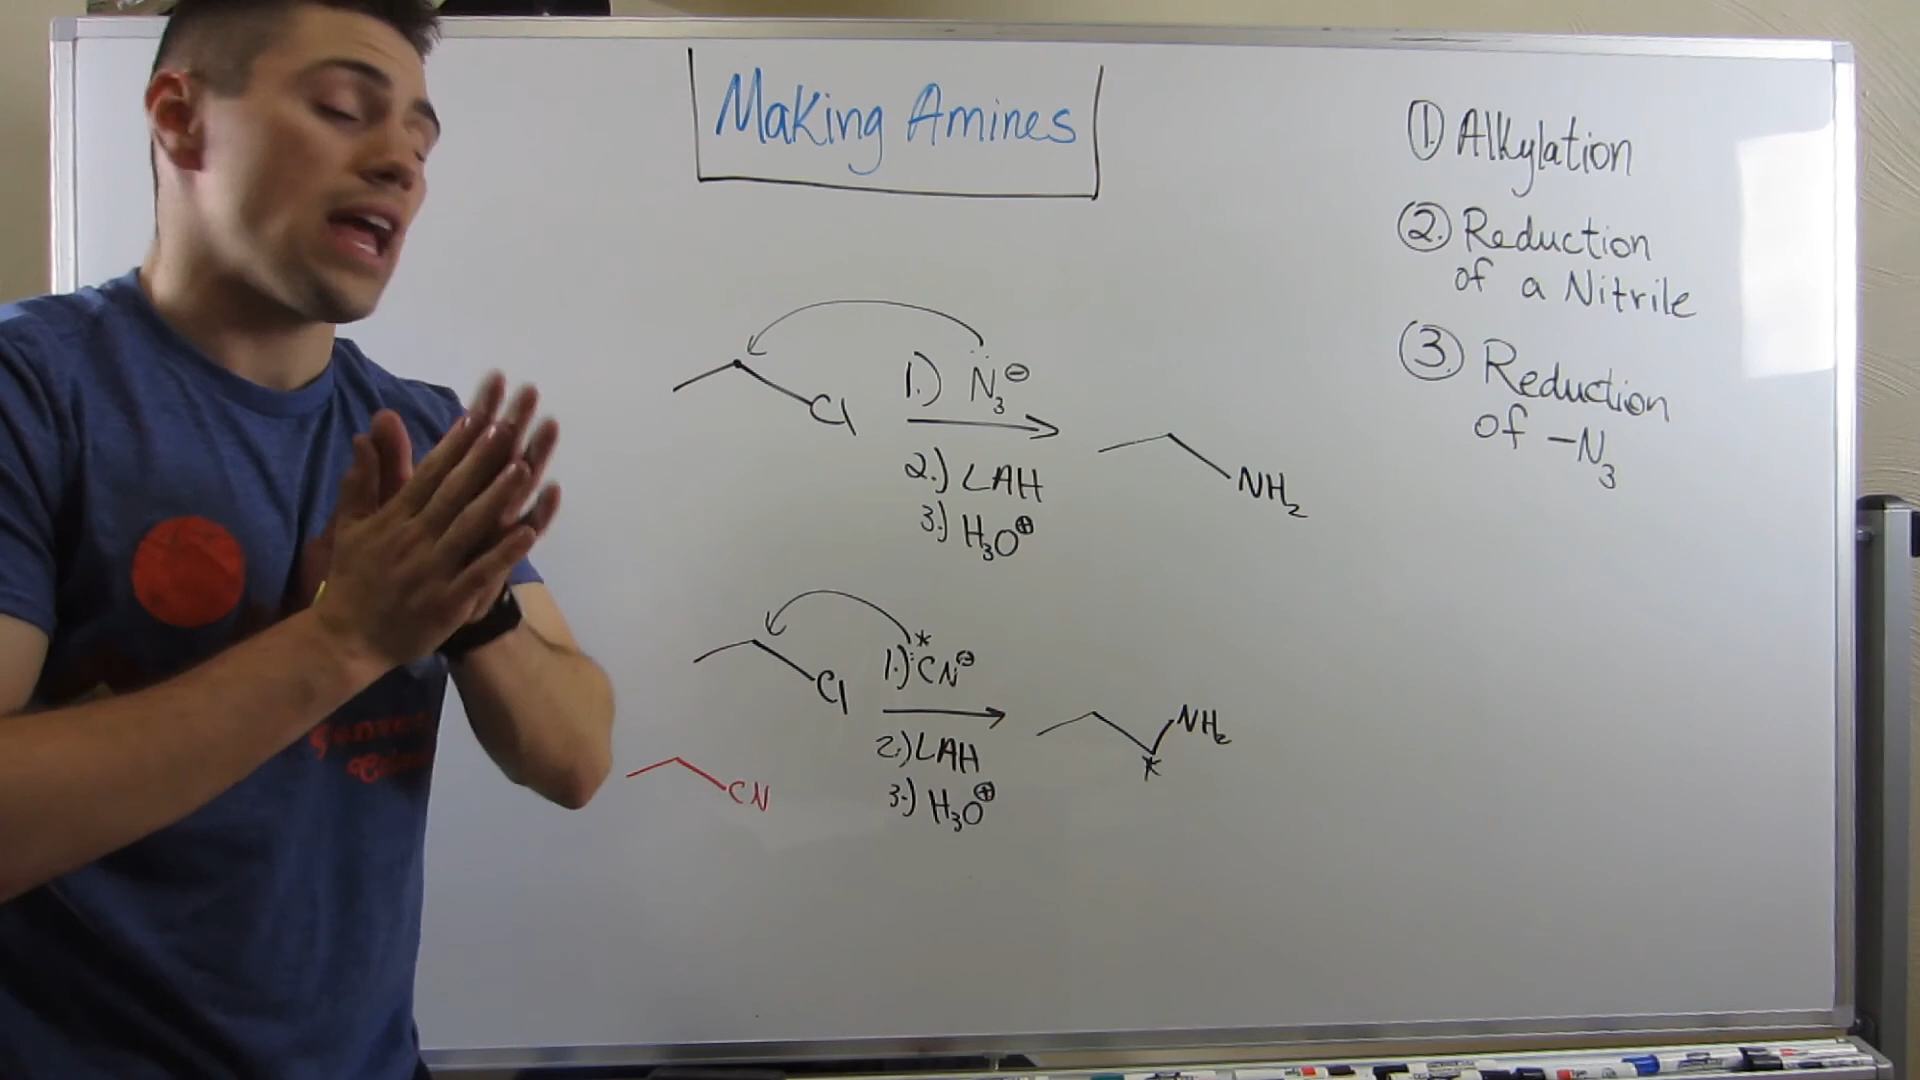 Making Amines
1. Alkylation
2. Reduction
of a Nitrile
3. Reduction
of -N₃
1.) N₃⊖
Cl
2.) LAH
3.) H₃O⊕
NH₂
*
1.) :CN⊖
Cl
2.) LAH
3.) H₃O⊕
NH₂
*
CN